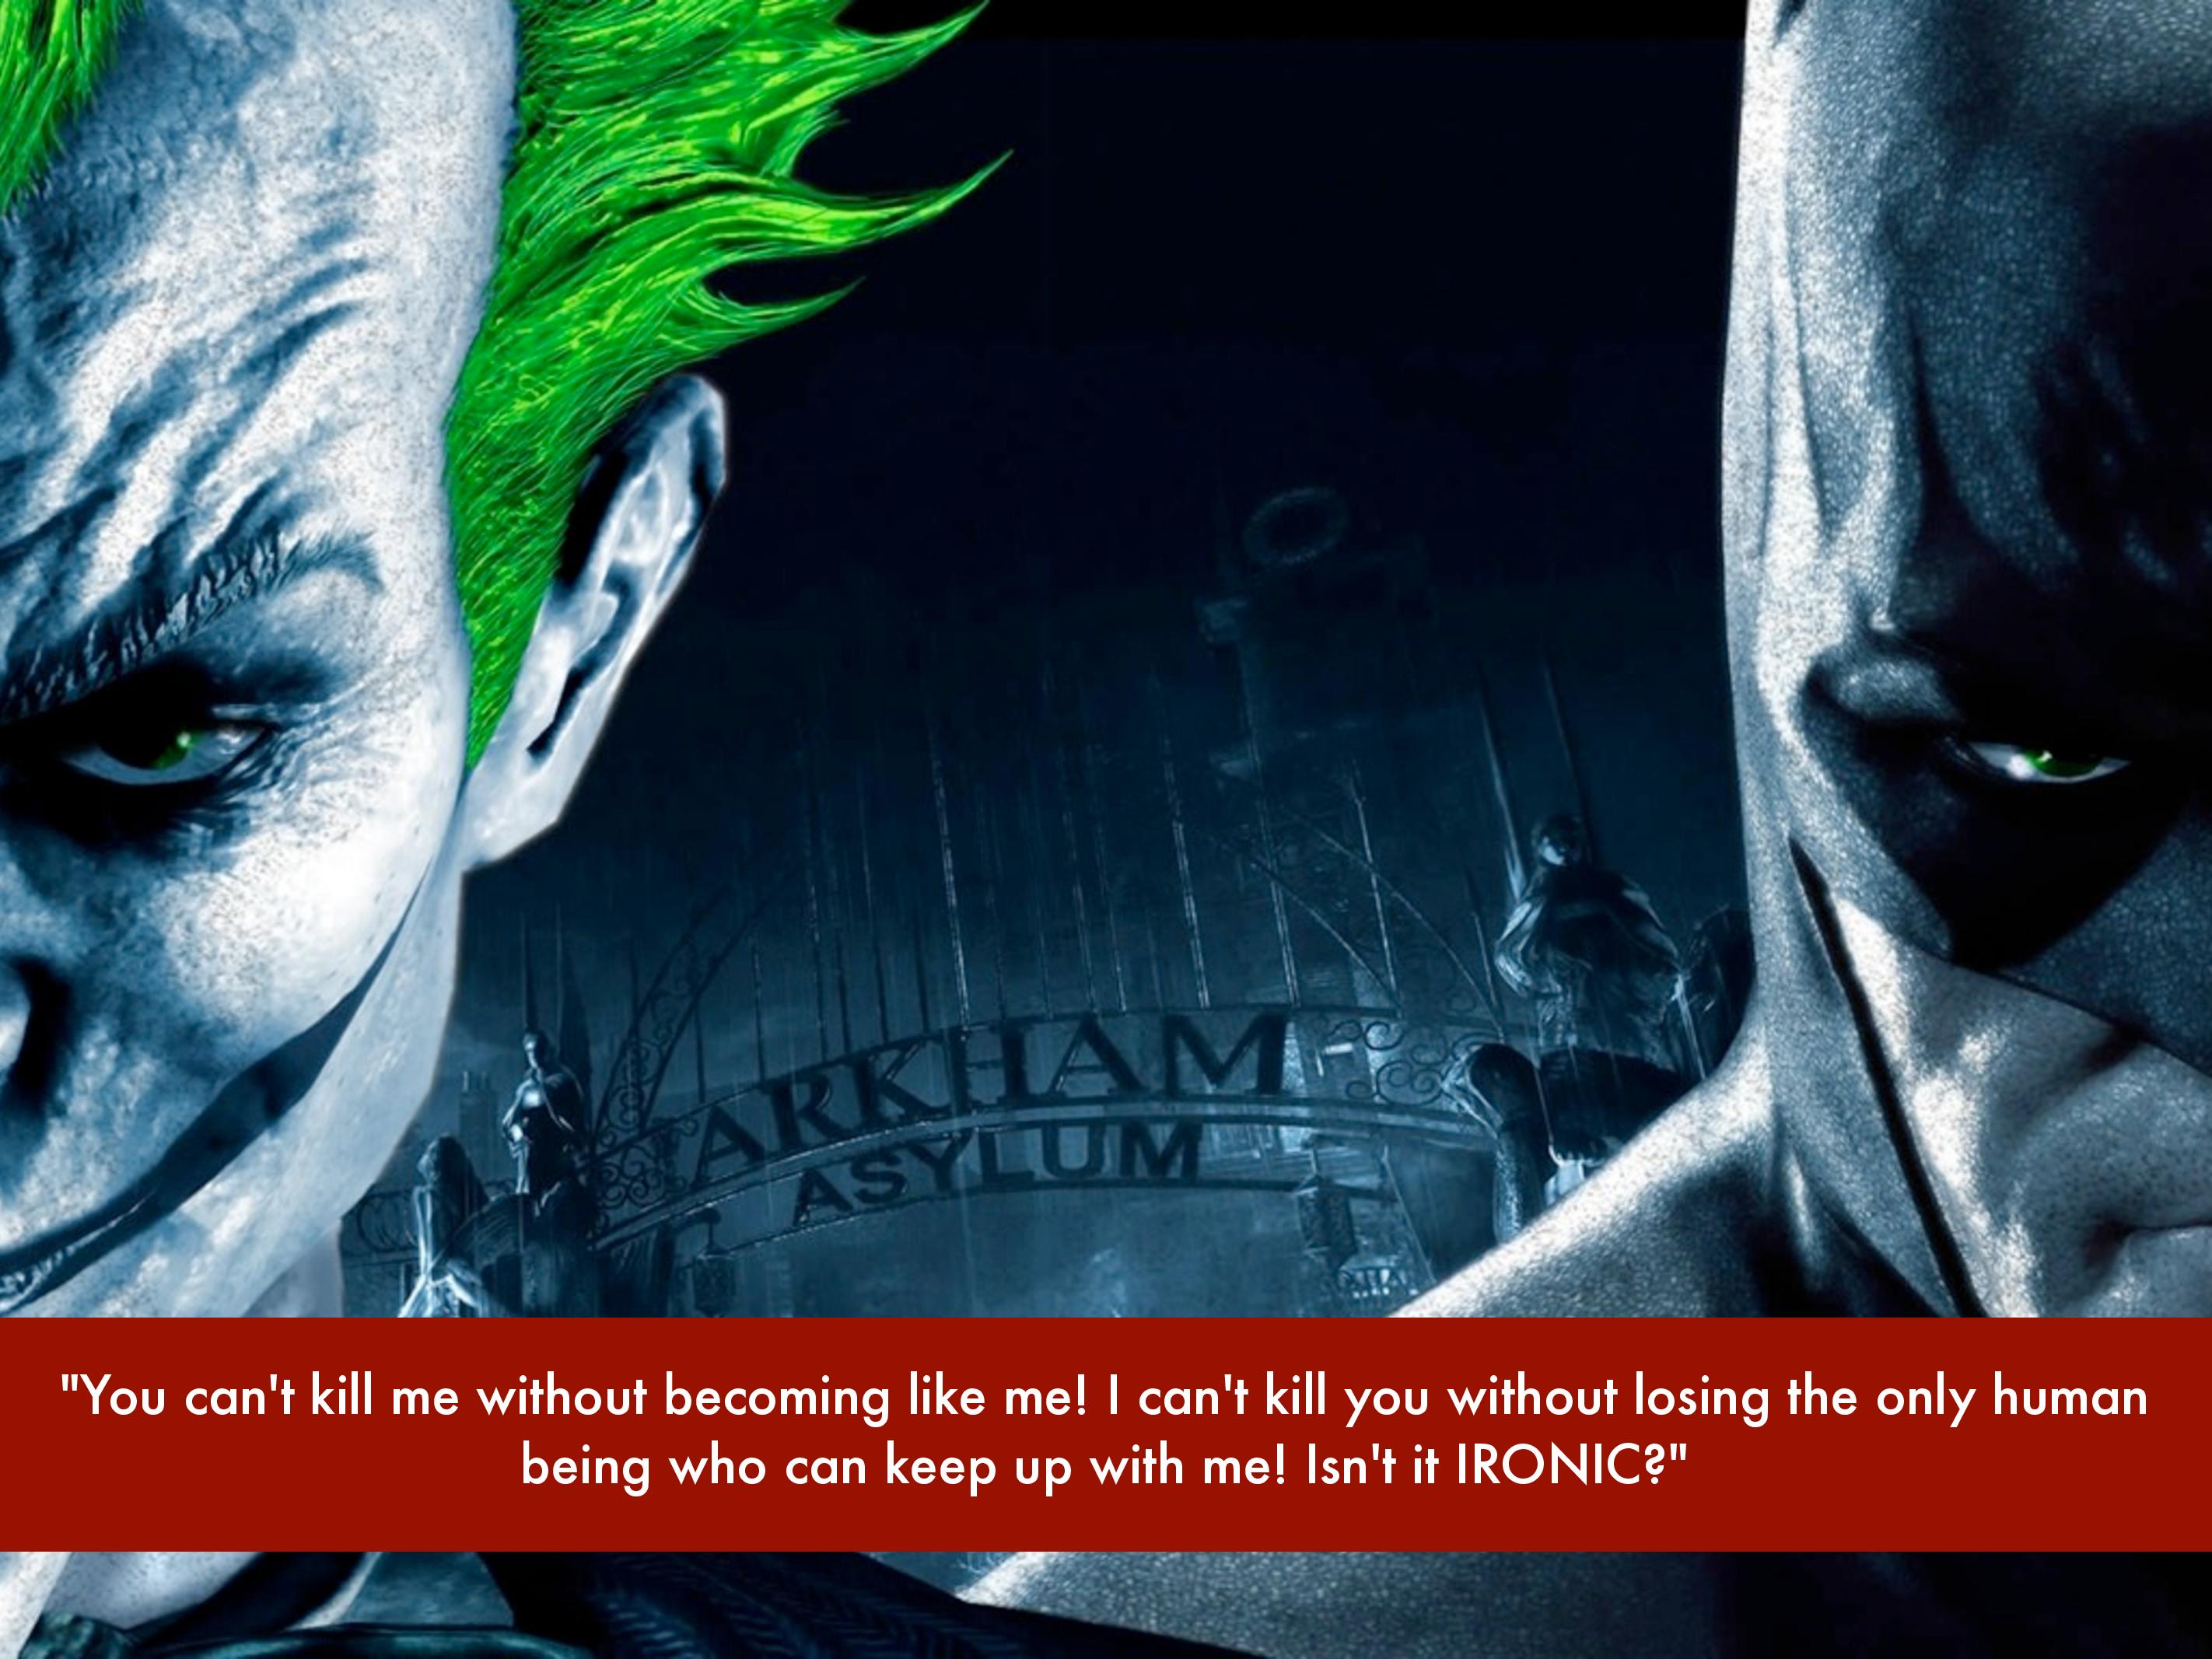 ARKHAM
ASYLUM
"You can't kill me without becoming like me! I can't kill you without losing the only human
being who can keep up with me! Isn't it IRONIC?"